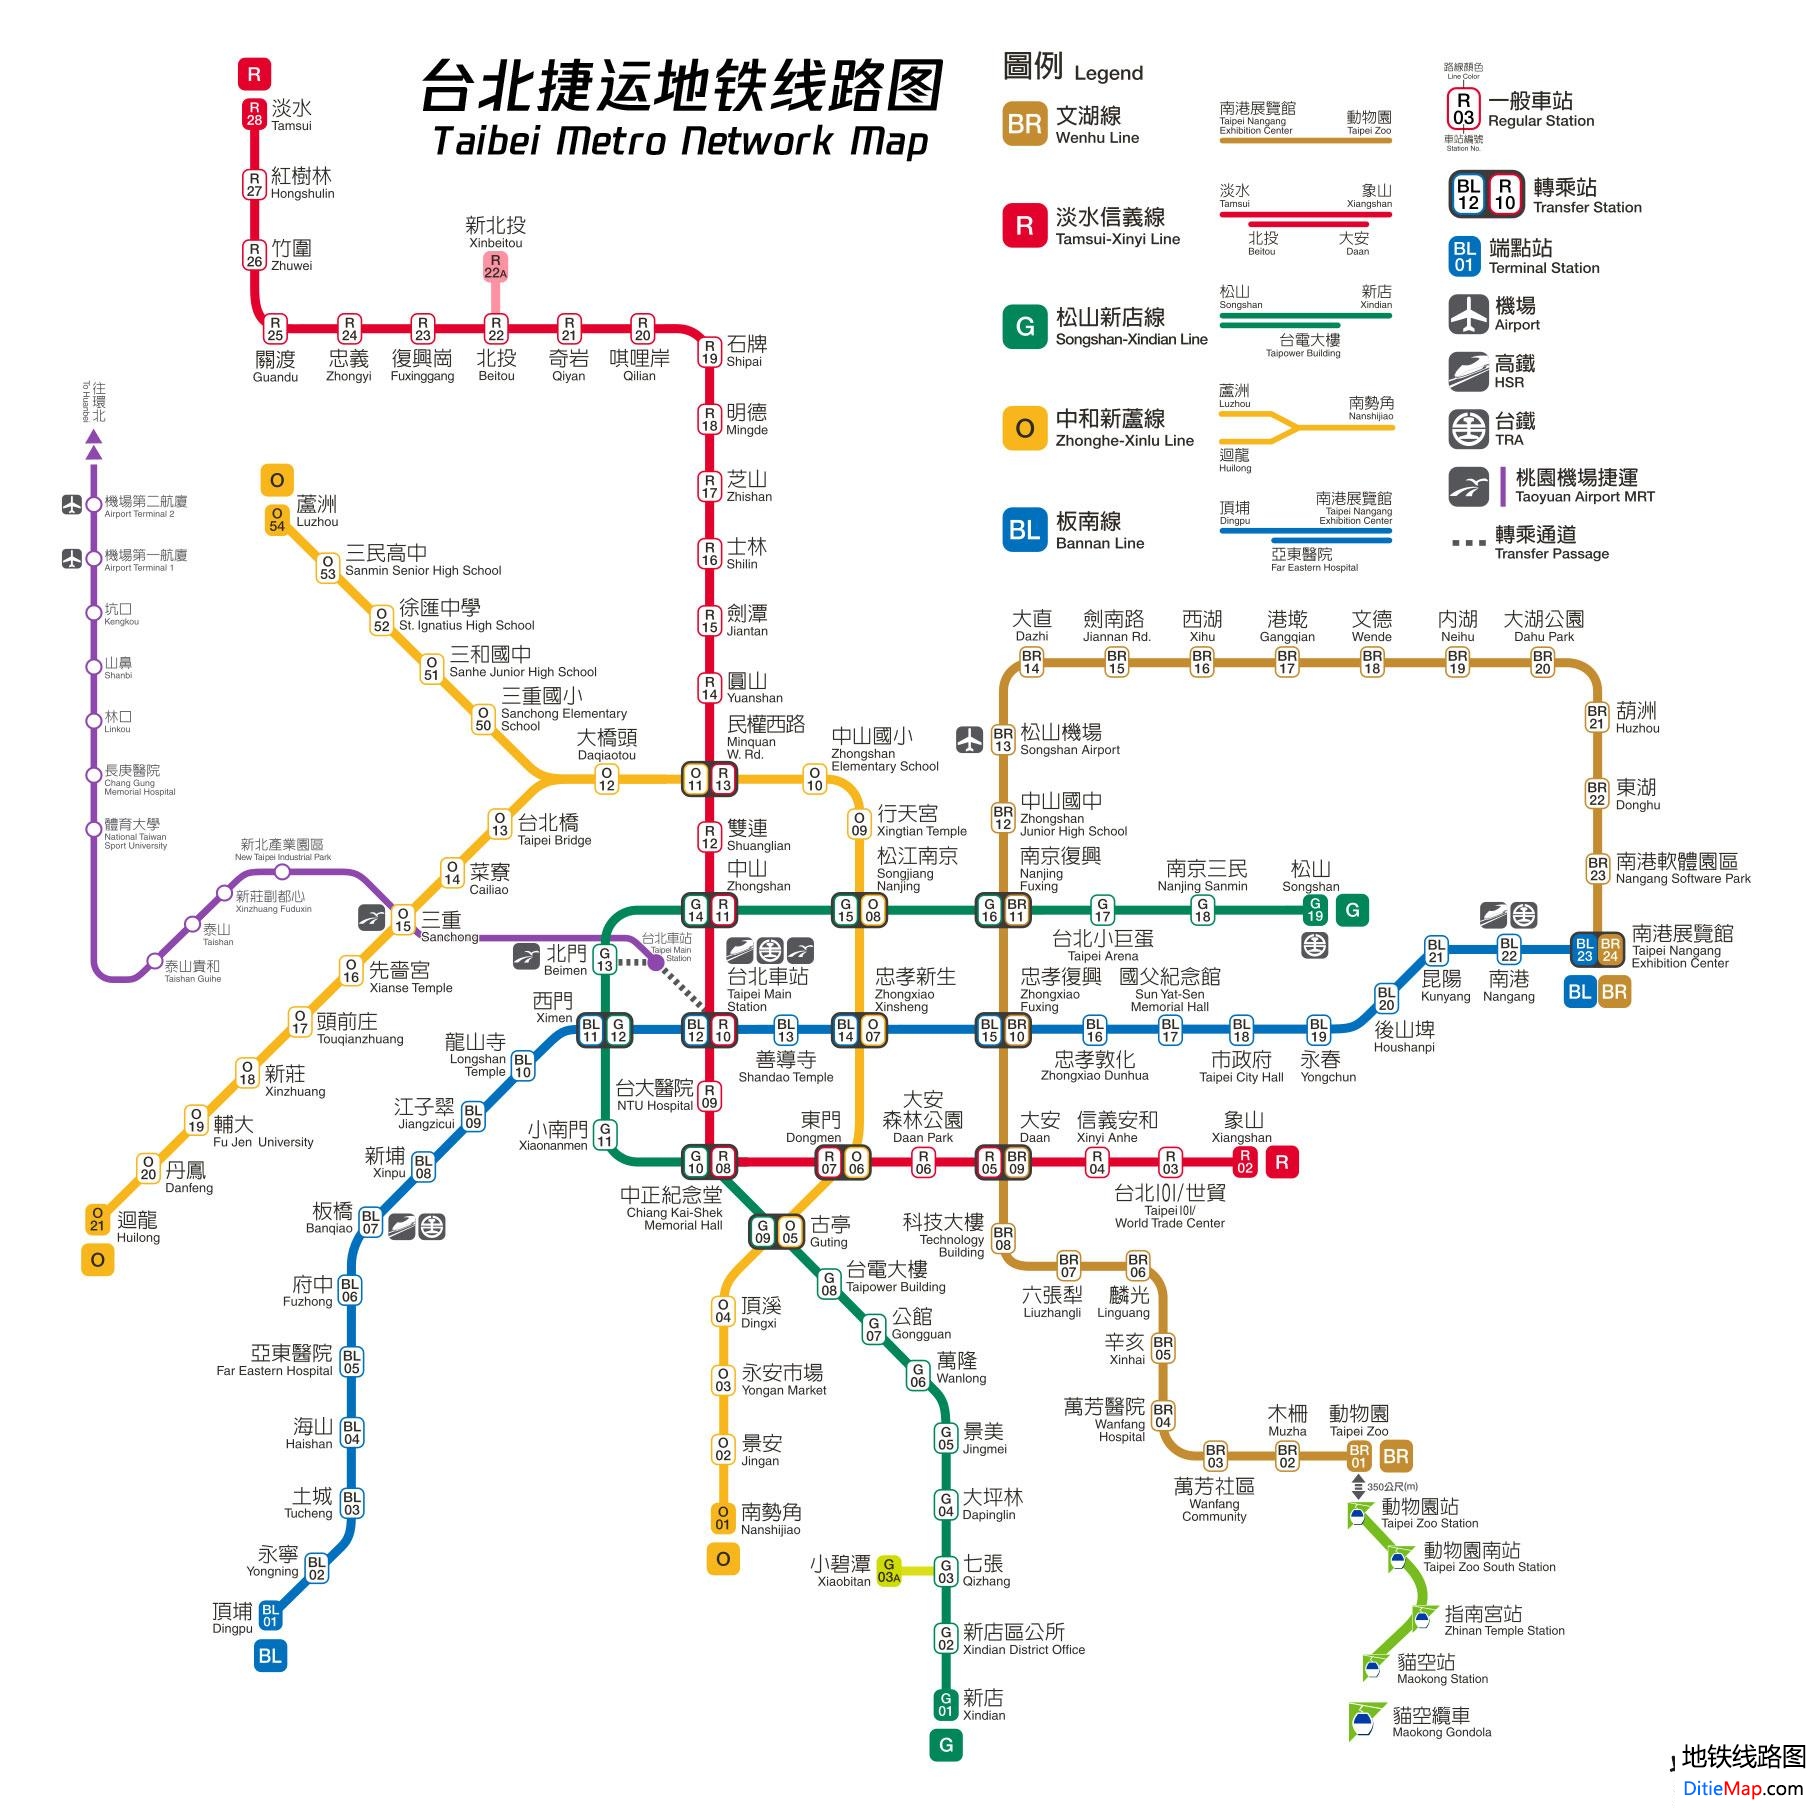 台北捷运地铁线路图
Taibei Metro Network Map
圖例 Legend
BR 文湖線
Wenhu Line
南港展覽館
Taipei Nangang
Exhibition Center
動物園
Taipei Zoo
R 淡水信義線
Tamsui-Xinyi Line
淡水
Tamsui
象山
Xiangshan
北投
Beitou
大安
Daan
G 松山新店線
Songshan-Xindian Line
松山
Songshan
新店
Xindian
台電大樓
Taipower Building
O 中和新蘆線
Zhonghe-Xinlu Line
蘆洲
Luzhou
南勢角
Nanshijiao
迴龍
Huilong
BL 板南線
Bannan Line
頂埔
Dingpu
南港展覽館
Taipei Nangang
Exhibition Center
亞東醫院
Far Eastern Hospital
路線顏色
Line Color
R
03
車站編號
Station No.
一般車站
Regular Station
BL
12
R
10
轉乘站
Transfer Station
BL
01
端點站
Terminal Station
機場
Airport
高鐵
HSR
台鐵
TRA
桃園機場捷運
Taoyuan Airport MRT
轉乘通道
Transfer Passage
R
R
28
淡水
Tamsui
R
27
紅樹林
Hongshulin
R
26
竹圍
Zhuwei
R
25
關渡
Guandu
R
24
忠義
Zhongyi
R
23
復興崗
Fuxinggang
新北投
Xinbeitou
R
22A
R
22
北投
Beitou
R
21
奇岩
Qiyan
R
20
唭哩岸
Qilian
R
19
石牌
Shipai
R
18
明德
Mingde
R
17
芝山
Zhishan
R
16
士林
Shilin
R
15
劍潭
Jiantan
R
14
圓山
Yuanshan
民權西路
Minquan
W. Rd.
O
11
R
13
R
12
雙連
Shuanglian
中山
Zhongshan
G
14
R
11
台北車站
Taipei Main
Station
BL
12
R
10
台大醫院
NTU Hospital
R
09
G
10
R
08
中正紀念堂
Chiang Kai-Shek
Memorial Hall
東門
Dongmen
R
07
O
06
大安
森林公園
Daan Park
R
06
大安
Daan
R
05
BR
09
信義安和
Xinyi Anhe
R
04
R
03
台北101/世貿
Taipei 101/
World Trade Center
象山
Xiangshan
R
02
R
往環北
To Huanbei
機場第二航廈
Airport Terminal 2
機場第一航廈
Airport Terminal 1
坑口
Kengkou
山鼻
Shanbi
林口
Linkou
長庚醫院
Chang Gung
Memorial Hospital
體育大學
National Taiwan
Sport University
泰山貴和
Taishan Guihe
泰山
Taishan
新莊副都心
Xinzhuang Fuduxin
新北產業園區
New Taipei Industrial Park
台北車站
Taipei Main
Station
O
蘆洲
Luzhou
O
54
O
53
三民高中
Sanmin Senior High School
O
52
徐匯中學
St. Ignatius High School
O
51
三和國中
Sanhe Junior High School
O
50
三重國小
Sanchong Elementary
School
大橋頭
Daqiaotou
O
12
中山國小
Zhongshan
Elementary School
O
10
O
09
行天宮
Xingtian Temple
松江南京
Songjiang
Nanjing
G
15
O
08
忠孝新生
Zhongxiao
Xinsheng
BL
14
O
07
O
13
台北橋
Taipei Bridge
O
14
菜寮
Cailiao
O
15
三重
Sanchong
O
16
先嗇宮
Xianse Temple
O
17
頭前庄
Touqianzhuang
O
18
新莊
Xinzhuang
O
19
輔大
Fu Jen University
O
20
丹鳳
Danfeng
O
21
迴龍
Huilong
O
G
09
O
05
古亭
Guting
O
04
頂溪
Dingxi
O
03
永安市場
Yongan Market
O
02
景安
Jingan
O
01
南勢角
Nanshijiao
O
北門
Beimen
G
13
西門
Ximen
BL
11
G
12
小南門
Xiaonanmen
G
11
南京復興
Nanjing
Fuxing
G
16
BR
11
G
17
台北小巨蛋
Taipei Arena
南京三民
Nanjing Sanmin
G
18
松山
Songshan
G
19
G
G
08
台電大樓
Taipower Building
G
07
公館
Gongguan
G
06
萬隆
Wanlong
G
05
景美
Jingmei
G
04
大坪林
Dapinglin
小碧潭
Xiaobitan
G
03A
G
03
七張
Qizhang
G
02
新店區公所
Xindian District Office
G
01
新店
Xindian
G
龍山寺
Longshan
Temple
BL
10
江子翠
Jiangzicui
BL
09
新埔
Xinpu
BL
08
板橋
Banqiao
BL
07
府中
Fuzhong
BL
06
亞東醫院
Far Eastern Hospital
BL
05
海山
Haishan
BL
04
土城
Tucheng
BL
03
永寧
Yongning
BL
02
頂埔
Dingpu
BL
01
BL
BL
13
善導寺
Shandao Temple
忠孝復興
Zhongxiao
Fuxing
BL
15
BR
10
BL
16
忠孝敦化
Zhongxiao Dunhua
國父紀念館
Sun Yat-Sen
Memorial Hall
BL
17
BL
18
市政府
Taipei City Hall
BL
19
永春
Yongchun
BL
20
後山埤
Houshanpi
BL
21
昆陽
Kunyang
BL
22
南港
Nangang
BL
23
BR
24
南港展覽館
Taipei Nangang
Exhibition Center
BL BR
大直
Dazhi
BR
14
劍南路
Jiannan Rd.
BR
15
西湖
Xihu
BR
16
港墘
Gangqian
BR
17
文德
Wende
BR
18
內湖
Neihu
BR
19
大湖公園
Dahu Park
BR
20
BR
21
葫洲
Huzhou
BR
22
東湖
Donghu
BR
23
南港軟體園區
Nangang Software Park
BR
13
松山機場
Songshan Airport
BR
12
中山國中
Zhongshan
Junior High School
科技大樓
Technology
Building
BR
08
BR
07
六張犁
Liuzhangli
BR
06
麟光
Linguang
辛亥
Xinhai
BR
05
萬芳醫院
Wanfang
Hospital
BR
04
BR
03
萬芳社區
Wanfang
Community
木柵
Muzha
BR
02
動物園
Taipei Zoo
BR
01
BR
350公尺(m)
動物園站
Taipei Zoo Station
動物園南站
Taipei Zoo South Station
指南宮站
Zhinan Temple Station
貓空站
Maokong Station
貓空纜車
Maokong Gondola
地铁线路图
DitieMap.com